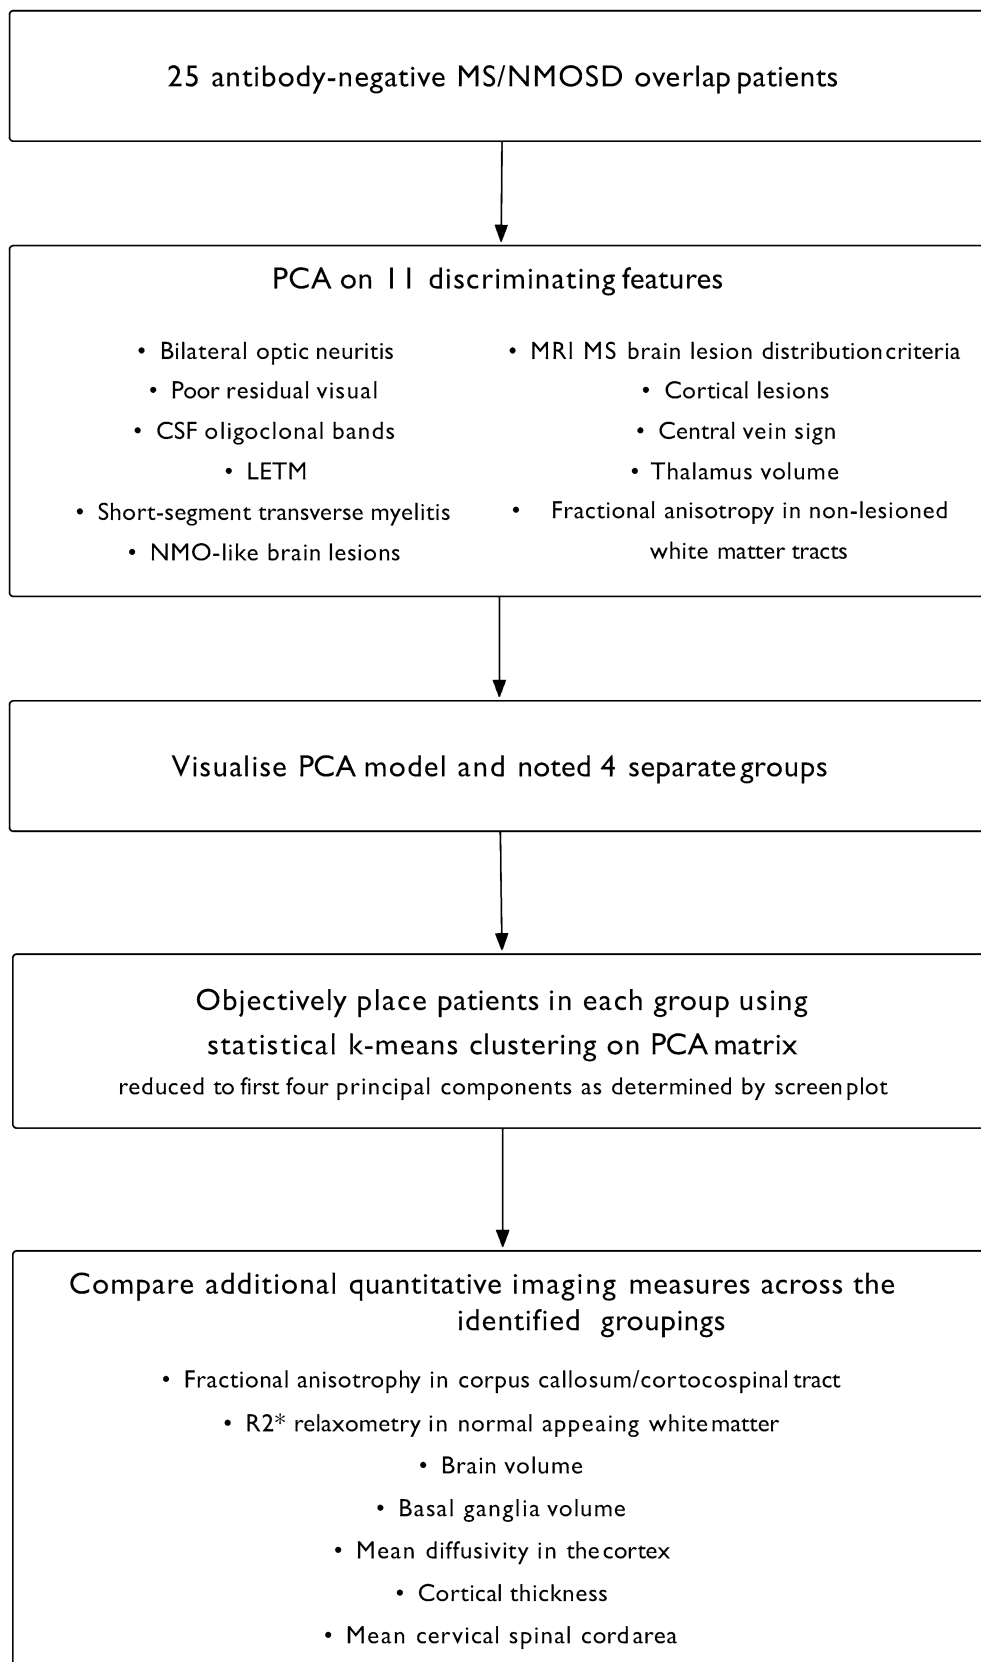 25 antibody-negative MS/NMOSD overlap patients
PCA on 11 discriminating features
• Bilateral optic neuritis
• Poor residual visual
• CSF oligoclonal bands
• LETM
• Short-segment transverse myelitis
• NMO-like brain lesions
• MRI MS brain lesion distribution criteria
• Cortical lesions
• Central vein sign
• Thalamus volume
• Fractional anisotropy in non-lesioned
white matter tracts
Visualise PCA model and noted 4 separate groups
Objectively place patients in each group using
statistical k-means clustering on PCA matrix
reduced to first four principal components as determined by screen plot
Compare additional quantitative imaging measures across the
identified groupings
• Fractional anisotropy in corpus callosum/cortocospinal tract
• R2* relaxometry in normal appeaing white matter
• Brain volume
• Basal ganglia volume
• Mean diffusivity in the cortex
• Cortical thickness
• Mean cervical spinal cord area